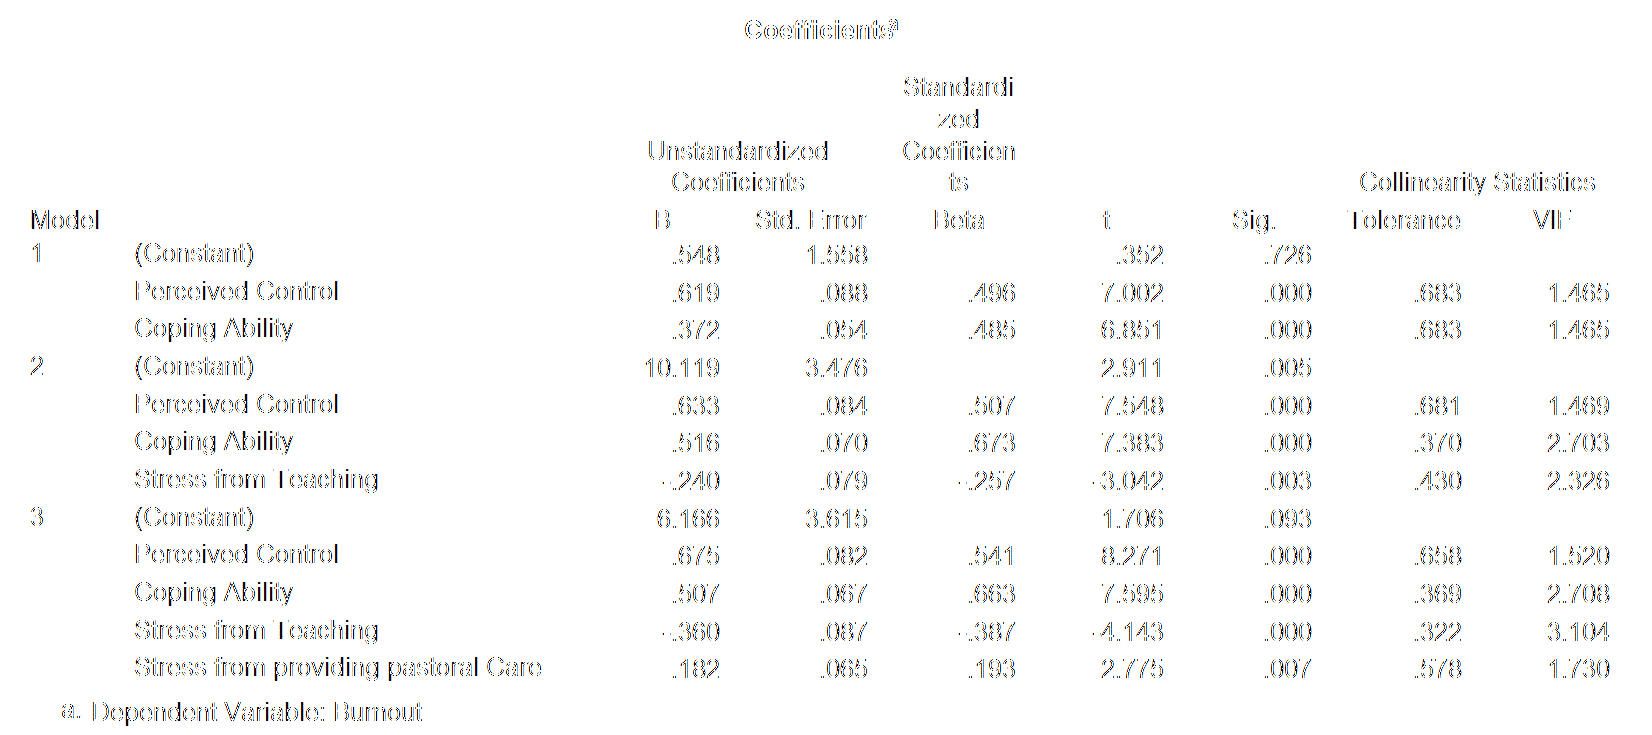 Coefficientsa
Standardi
zed
Unstandardized Coefficien
Coefficients ts Collinearity Statistics
Model B Std. Error Beta t Sig. Tolerance VIF
1 (Constant) .548 1.558 .352 .726
Perceived Control .619 .088 .496 7.002 .000 .683 1.465
Coping Ability .372 .054 .485 6.851 .000 .683 1.465
2 (Constant) 10.119 3.476 2.911 .005
Perceived Control .633 .084 .507 7.548 .000 .681 1.469
Coping Ability .516 .070 .673 7.383 .000 .370 2.703
Stress from Teaching -.240 .079 -.257 -3.042 .003 .430 2.326
3 (Constant) 6.166 3.615 1.706 .093
Perceived Control .675 .082 .541 8.271 .000 .658 1.520
Coping Ability .507 .067 .663 7.595 .000 .369 2.708
Stress from Teaching -.360 .087 -.387 -4.143 .000 .322 3.104
Stress from providing pastoral Care .182 .065 .193 2.775 .007 .578 1.730
a. Dependent Variable: Burnout